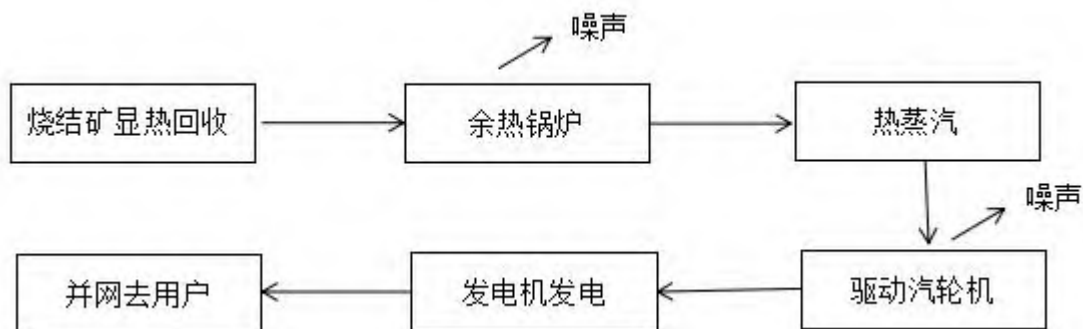 噪声
烧结矿显热回收
余热锅炉
热蒸汽
噪声
驱动汽轮机
发电机发电
并网去用户